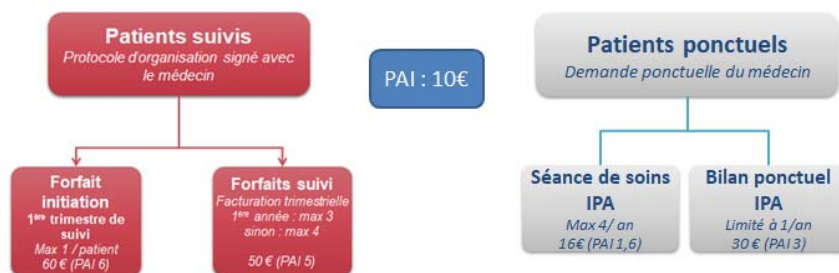 Patients suivis
Protocole d'organisation signé avec
le médecin
PAI : 10€
Patients ponctuels
Demande ponctuelle du médecin
Forfait
initiation
1ère trimestre de
suivi
Max 1 / patient
60 € (PAI 6)
Forfaits suivi
Facturation trimestrielle
1ère année : max 3
sinon : max 4
50 € (PAI 5)
Séance de soins
IPA
Max 4/ an
16€ (PAI 1,6)
Bilan ponctuel
IPA
Limité à 1/an
30 € (PAI 3)